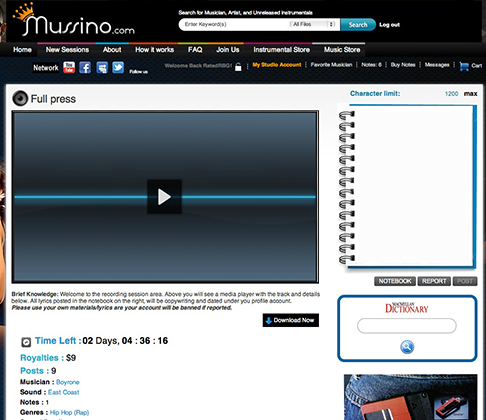 Mussino.com
Search for Musician, Artist, and Unreleased Instrumentals
Enter Keyword(s) All Files Search Log out
Home New Sessions About How it works FAQ Join Us Instrumental Store Music Store
Network You Tube Follow us Welcome Back RatedRBG1 My Studio Account Favorite Musician Notes: 6 Buy Notes Messages Cart
Full press
Character limit: 1200 max
NOTEBOOK REPORT POST
Brief Knowledge: Welcome to the recording session area. Above you will see a media player with the track and details
below. All lyrics posted in the notebook on the right, will be copywriting and dated under you profile account.
Please use your own materials/lyrics are your account will be banned if reported.
Download Now
MACMILLAN
DICTIONARY
Time Left : 02 Days, 04 : 36 : 16
Royalties : $9
Posts : 9
Musician : Boyrone
Sound : East Coast
Notes : 1
Genres : Hip Hop (Rap)